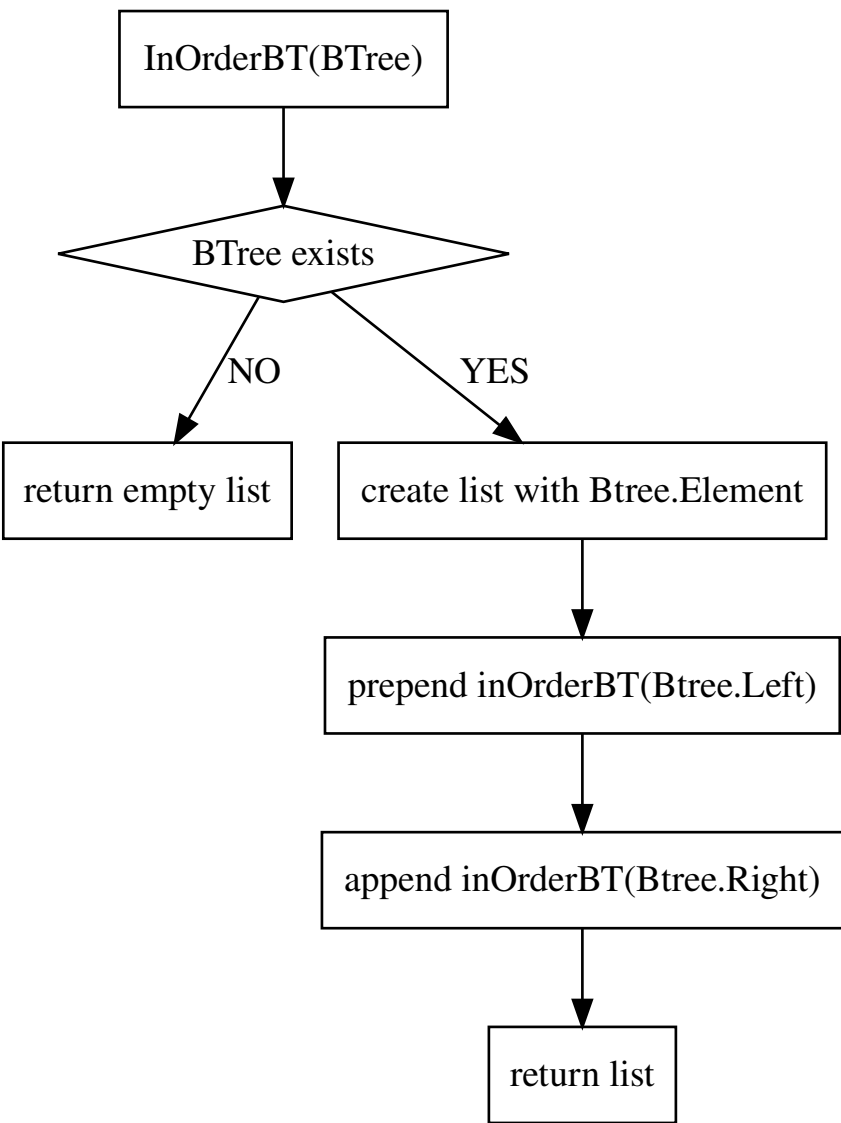 InOrderBT(BTree)
BTree exists
NO
YES
return empty list
create list with Btree.Element
prepend inOrderBT(Btree.Left)
append inOrderBT(Btree.Right)
return list